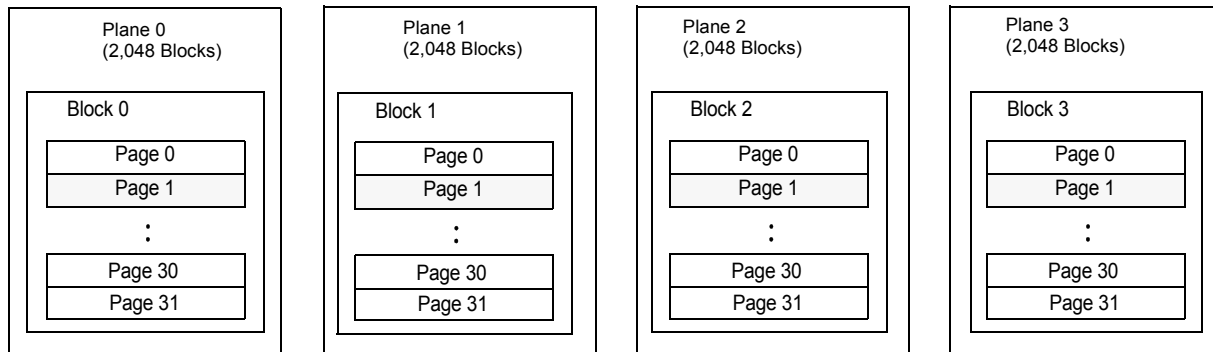 Plane 0
(2,048 Blocks)
Block 0
Page 0
Page 1
:
Page 30
Page 31
Plane 1
(2,048 Blocks)
Block 1
Page 0
Page 1
:
Page 30
Page 31
Plane 2
(2,048 Blocks)
Block 2
Page 0
Page 1
:
Page 30
Page 31
Plane 3
(2,048 Blocks)
Block 3
Page 0
Page 1
:
Page 30
Page 31